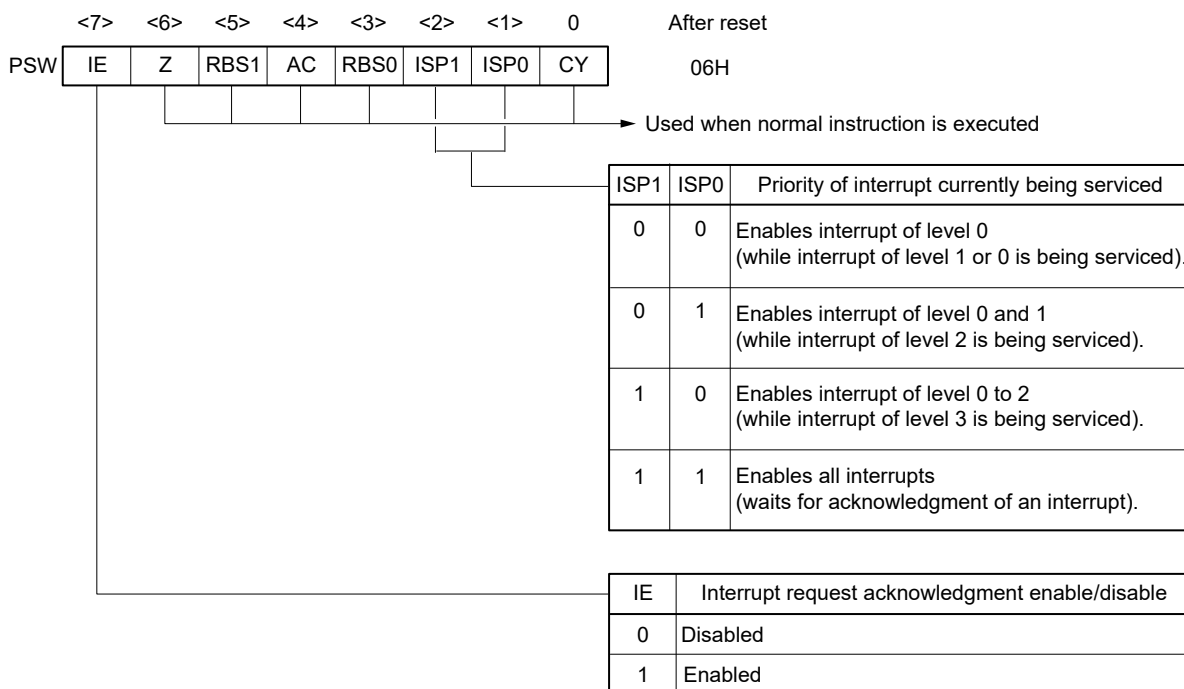 <7> <6> <5> <4> <3> <2> <1> 0 After reset
PSW IE Z RBS1 AC RBS0 ISP1 ISP0 CY 06H
Used when normal instruction is executed
ISP1 ISP0 Priority of interrupt currently being serviced
0 0 Enables interrupt of level 0
(while interrupt of level 1 or 0 is being serviced).
0 1 Enables interrupt of level 0 and 1
(while interrupt of level 2 is being serviced).
1 0 Enables interrupt of level 0 to 2
(while interrupt of level 3 is being serviced).
1 1 Enables all interrupts
(waits for acknowledgment of an interrupt).
IE Interrupt request acknowledgment enable/disable
0 Disabled
1 Enabled